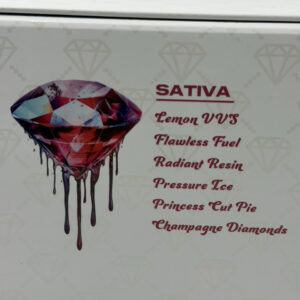 SATIVA
Lemon VVS
Flawless Fuel
Radiant Resin
Pressure Ice
Princess Cut Pie
Champagne Diamonds